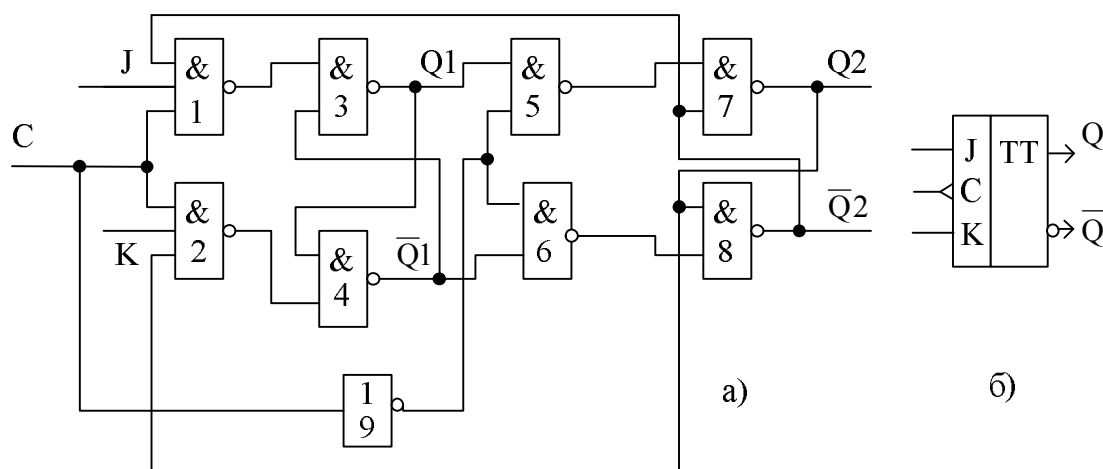 J & & Q1 & & Q2
1 3 5 7
C
Q
J TT
C
K
Q̅
& & & Q̅2
K 2 & Q̅1 6 8
4
1
9
а) б)